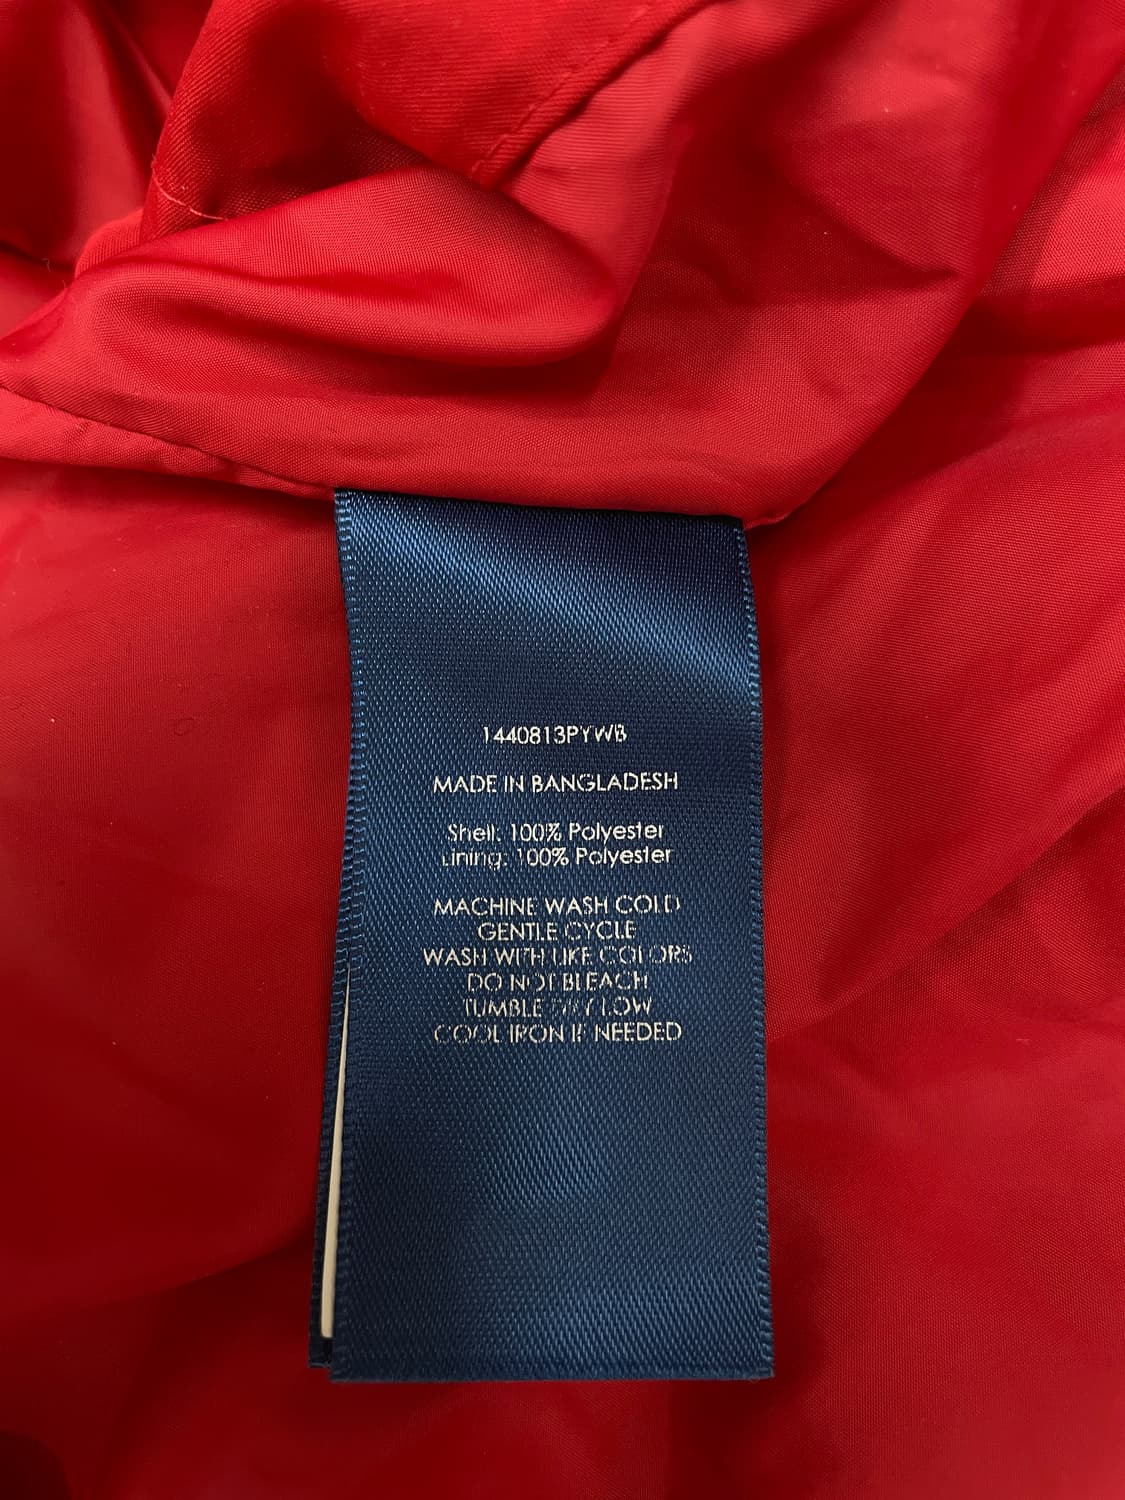 1440813PYWB
MADE IN BANGLADESH
Shell: 100% Polyester
Lining: 100% Polyester
MACHINE WASH COLD
GENTLE CYCLE
WASH WITH LIKE COLORS
DO NOT BLEACH
TUMBLE DRY LOW
COOL IRON IF NEEDED